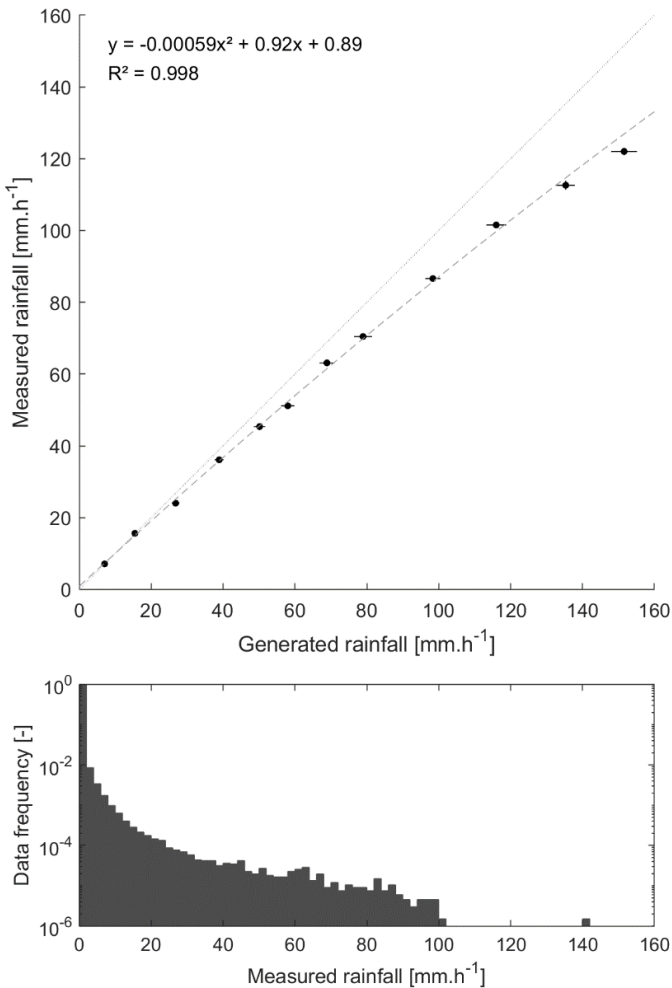 y = -0.00059x² + 0.92x + 0.89
R² = 0.998
160
140
120
100
80
60
40
20
0
Measured rainfall [mm.h⁻¹]
0 20 40 60 80 100 120 140 160
Generated rainfall [mm.h⁻¹]
10⁰
10⁻²
10⁻⁴
10⁻⁶
Data frequency [-]
0 20 40 60 80 100 120 140 160
Measured rainfall [mm.h⁻¹]